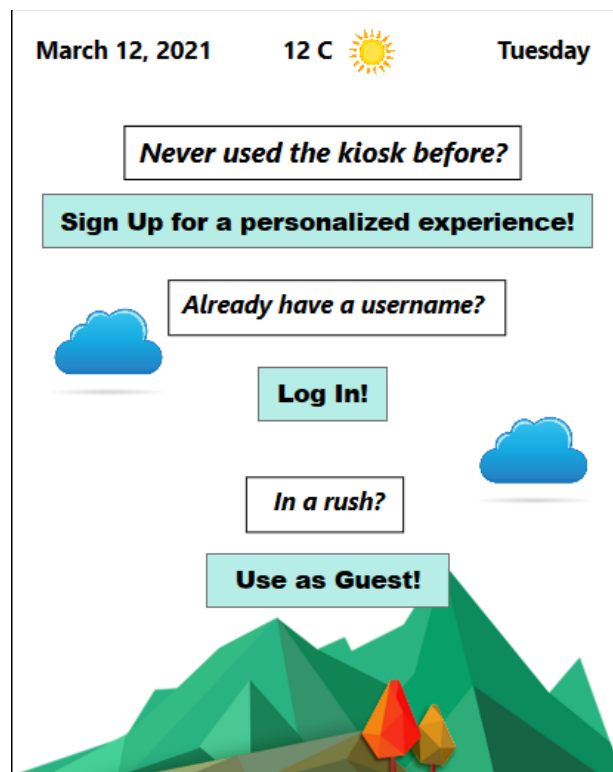 March 12, 2021 12 C Tuesday
Never used the kiosk before?
Sign Up for a personalized experience!
Already have a username?
Log In!
In a rush?
Use as Guest!